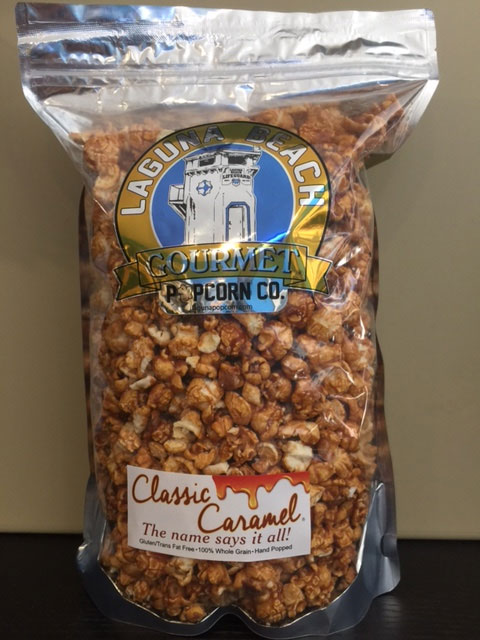 LAGUNA BEACH
LIFEGUARD
GOURMET
POPCORN CO.
Classic
Caramel®
The name says it all!
Gluten/Trans Fat Free•100% Whole Grain•Hand Popped